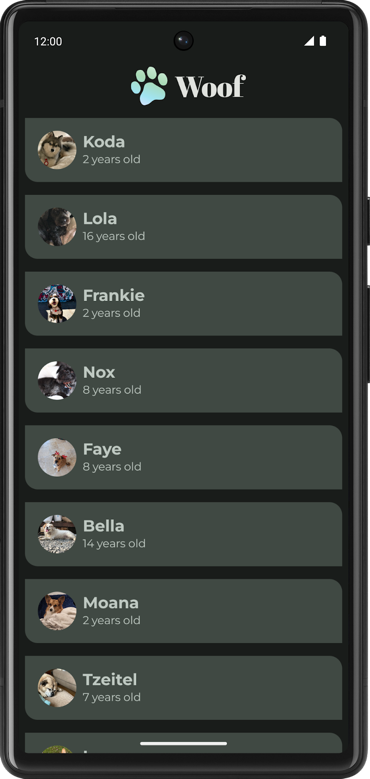 12:00
Woof
Koda
2 years old
Lola
16 years old
Frankie
2 years old
Nox
8 years old
Faye
8 years old
Bella
14 years old
Moana
2 years old
Tzeitel
7 years old